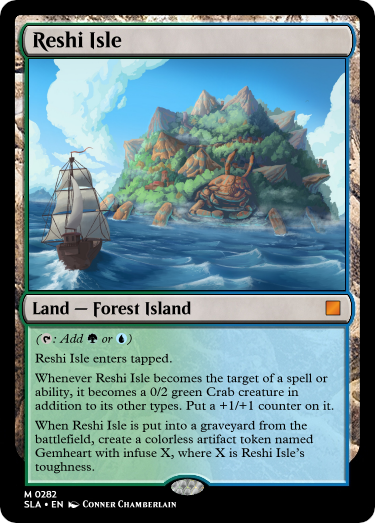 Reshi Isle
Land — Forest Island
(: Add or )
Reshi Isle enters tapped.
Whenever Reshi Isle becomes the target of a spell or
ability, it becomes a 0/2 green Crab creature in
addition to its other types. Put a +1/+1 counter on it.
When Reshi Isle is put into a graveyard from the
battlefield, create a colorless artifact token named
Gemheart with infuse X, where X is Reshi Isle's
toughness.
M 0282
SLA • EN Conner Chamberlain